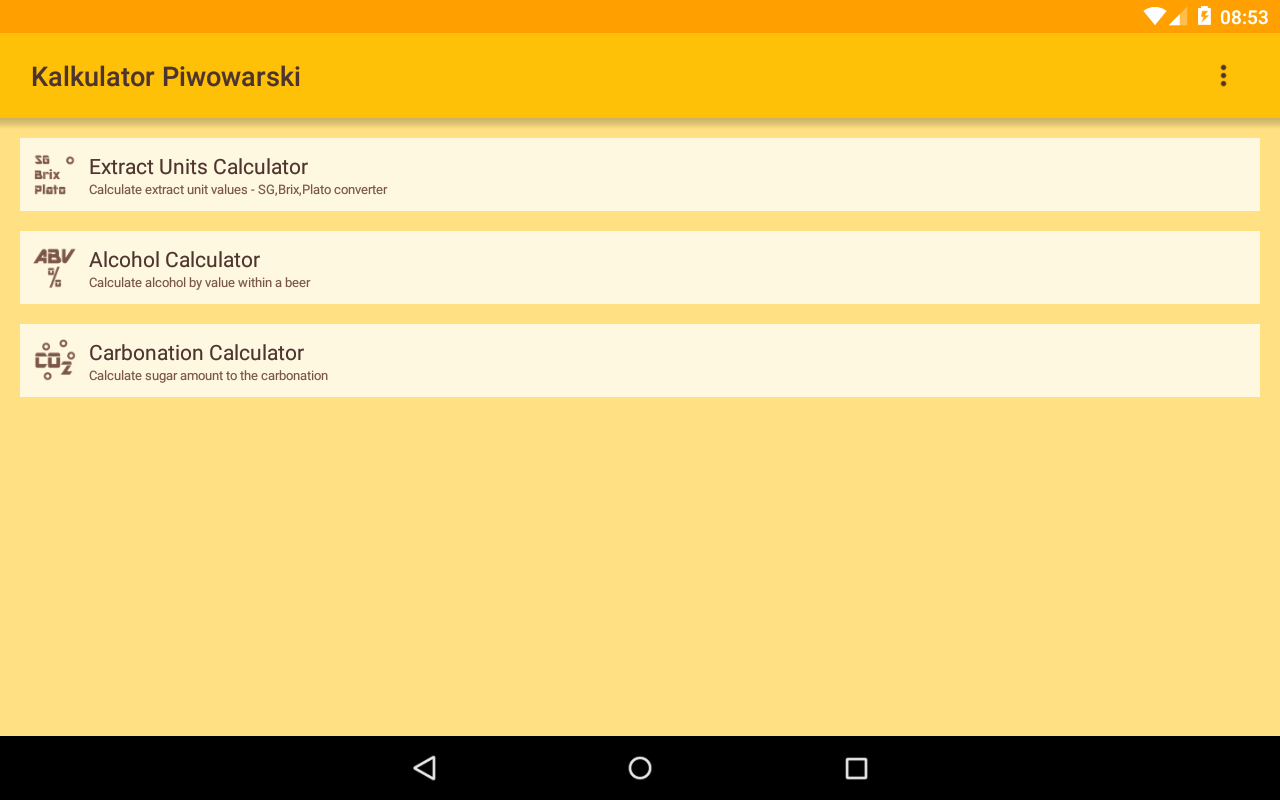 08:53
Kalkulator Piwowarski
SG
Brix
Plato
Extract Units Calculator
Calculate extract unit values - SG,Brix,Plato converter
ABV
%
Alcohol Calculator
Calculate alcohol by value within a beer
CO2
Carbonation Calculator
Calculate sugar amount to the carbonation